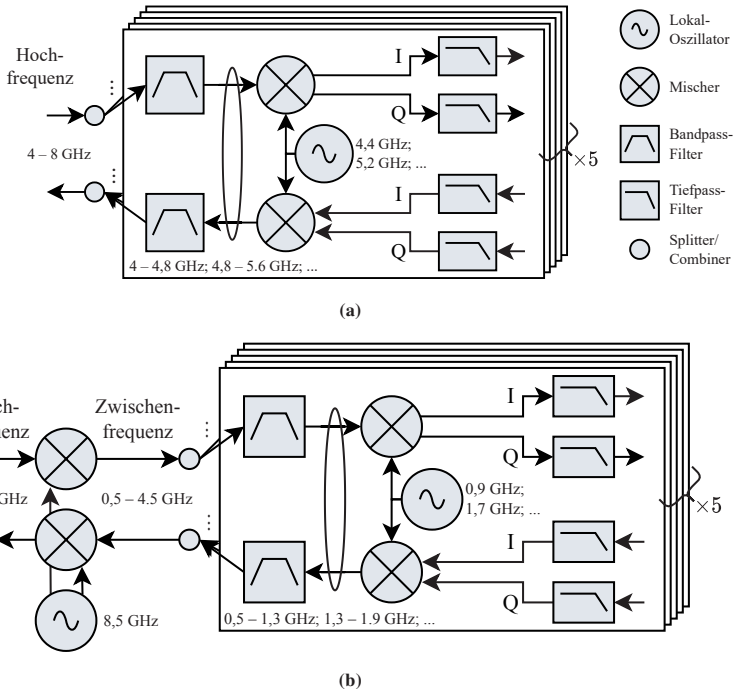 Hoch-
frequenz
4 – 8 GHz
...
...
I
Q
4,4 GHz;
5,2 GHz; ...
I
Q
4 – 4,8 GHz; 4,8 – 5.6 GHz; ...
×5
Lokal-
Oszillator
Mischer
Bandpass-
Filter
Tiefpass-
Filter
Splitter/
Combiner
(a)
ch-
enz
GHz
Zwischen-
frequenz
0,5 – 4.5 GHz
8,5 GHz
...
...
I
Q
0,9 GHz;
1,7 GHz; ...
I
Q
0,5 – 1,3 GHz; 1,3 – 1.9 GHz; ...
×5
(b)